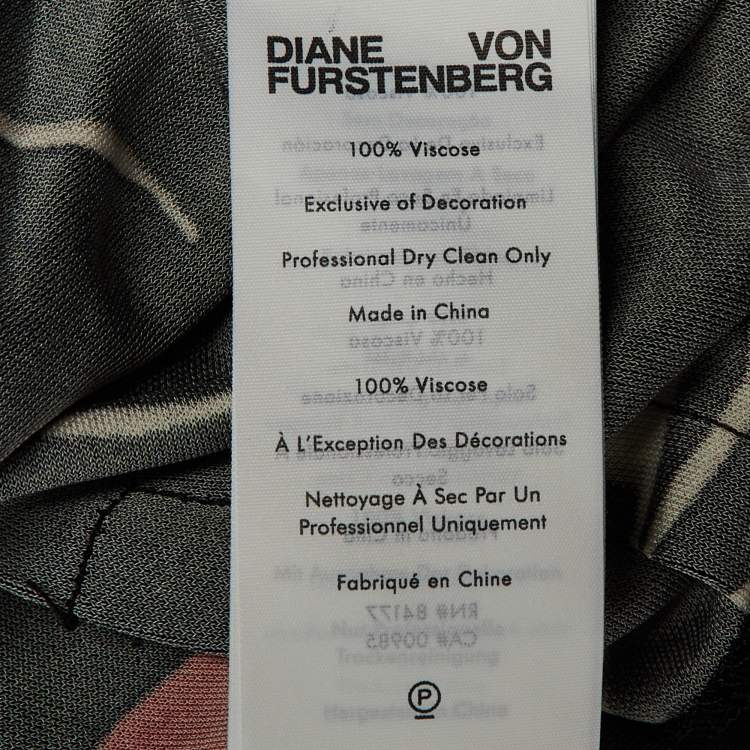 DIANE VON
FURSTENBERG
100% Viscose
Exclusive of Decoration
Professional Dry Clean Only
Made in China
100% Viscose
À L'Exception Des Décorations
Nettoyage À Sec Par Un
Professionnel Uniquement
Fabriqué en Chine
P